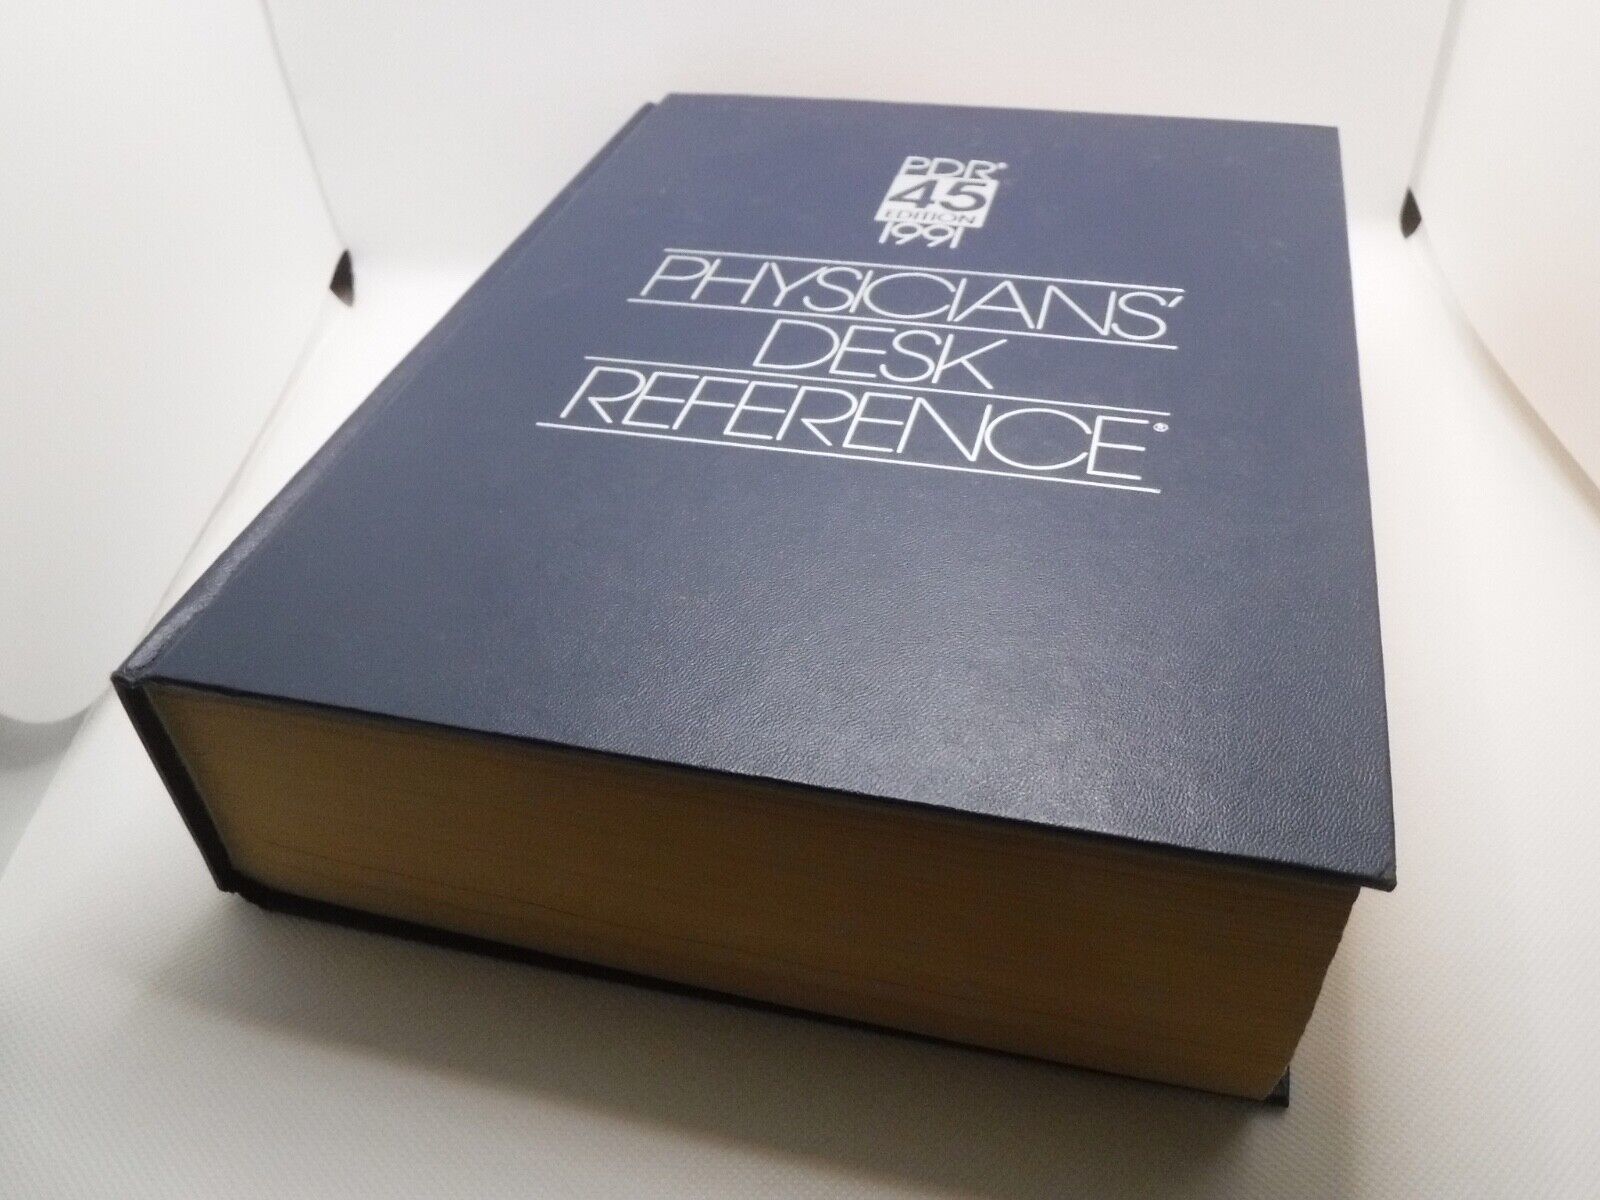 PDR®
45
EDITION
1991
PHYSICIANS'
DESK
REFERENCE®